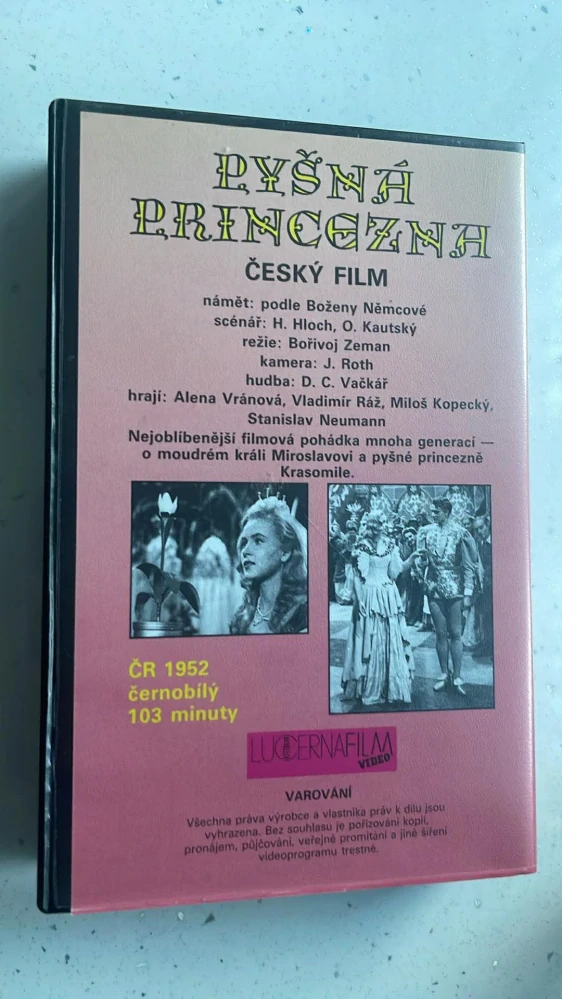 PYŠNÁ
PRINCEZNA
ČESKÝ FILM
námět: podle Boženy Němcové
scénář: H. Hloch, O. Kautský
režie: Bořivoj Zeman
kamera: J. Roth
hudba: D. C. Vačkář
hrají: Alena Vránová, Vladimír Ráž, Miloš Kopecký,
Stanislav Neumann
Nejoblíbenější filmová pohádka mnoha generací —
o moudrém králi Miroslavovi a pyšné princezně
Krasomile.
ČR 1952
černobílý
103 minuty
LUCERNAFILM
VIDEO
VAROVÁNÍ
Všechna práva výrobce a vlastníka práv k dílu jsou
vyhrazena. Bez souhlasu je pořizování kopií,
pronájem, půjčování, veřejné promítání a jiné šíření
videoprogramu trestné.